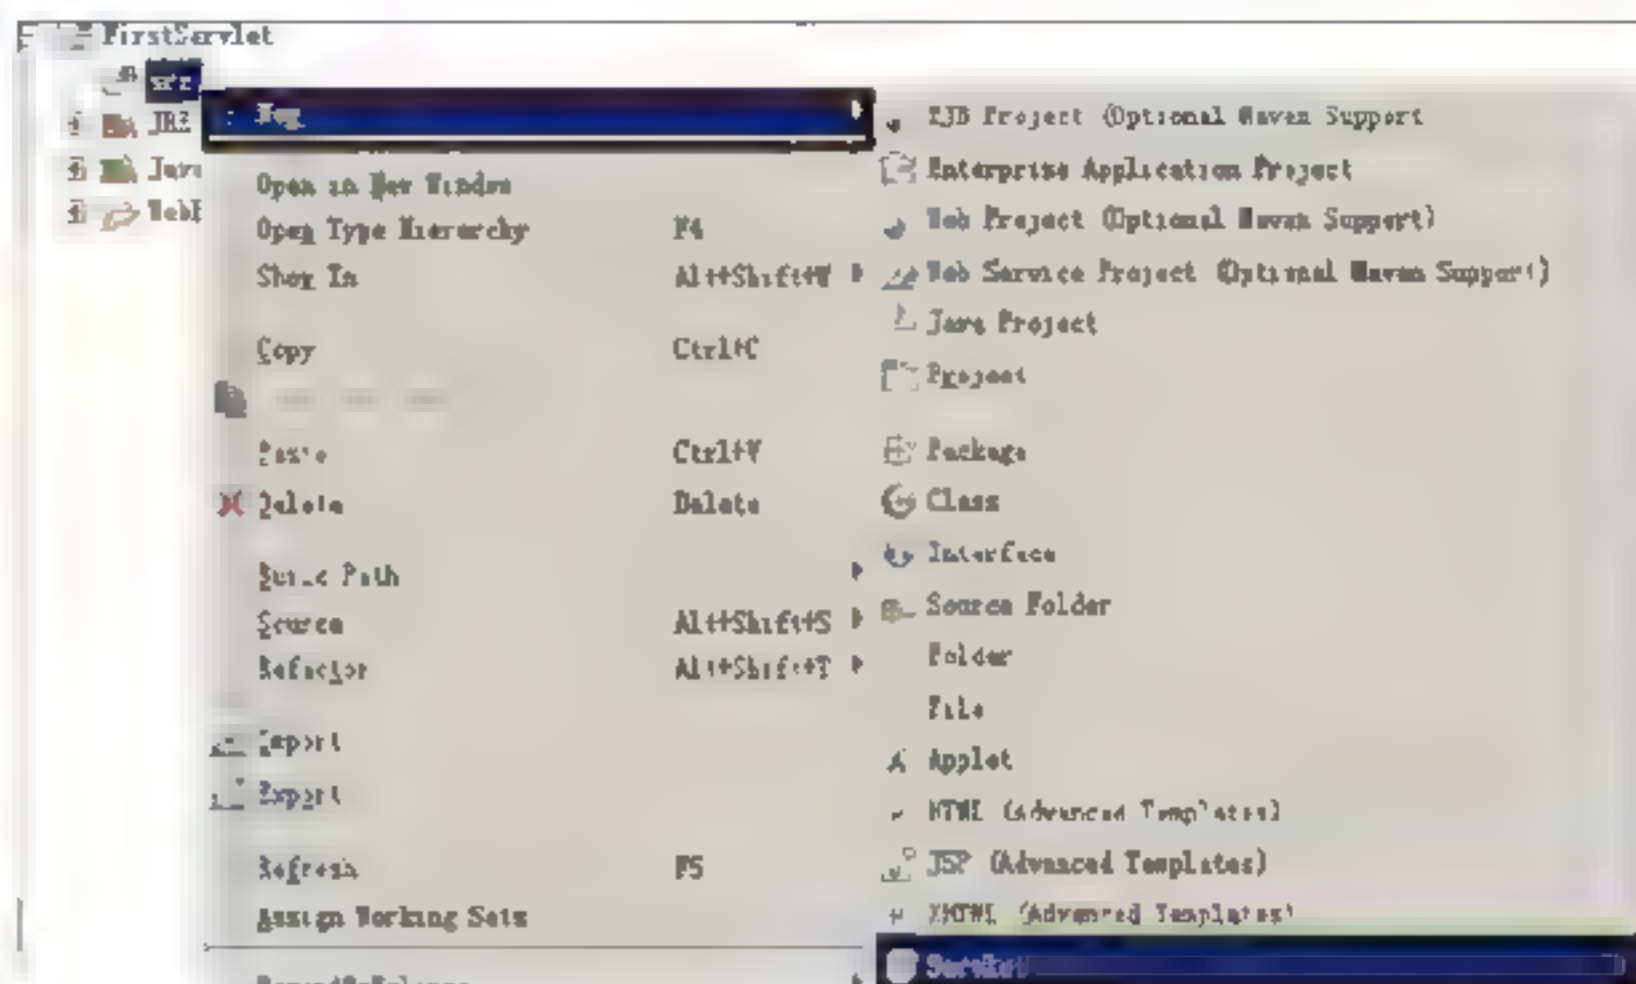 FirstServlet
src
JRE
Java
WebR
New
Open in New Window
Open Type Hierarchy F4
Show In Alt+Shift+W
Copy Ctrl+C
Paste Ctrl+V
Delete Delete
Build Path
Source Alt+Shift+S
Refactor Alt+Shift+T
Import
Export
Refresh F5
Assign Working Sets
EJB Project (Optional Maven Support
Enterprise Application Project
Web Project (Optional Maven Support)
Web Service Project (Optional Maven Support)
Java Project
Project
Package
Class
Interface
Source Folder
Folder
File
Applet
HTML (Advanced Templates)
JSP (Advanced Templates)
XHTML (Advanced Templates)
Servlet